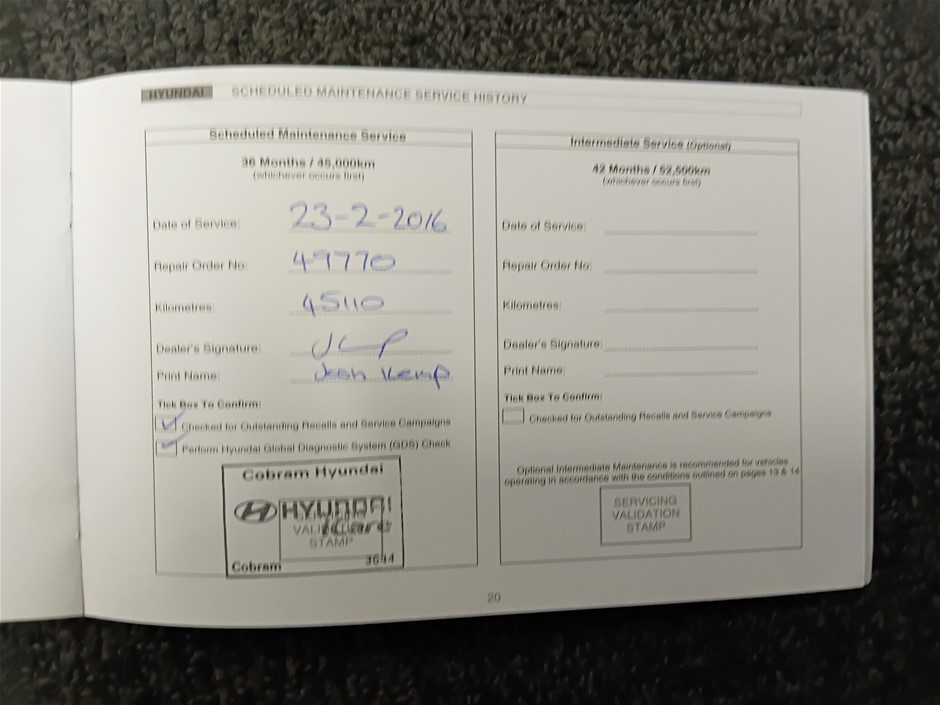 HYUNDAI SCHEDULED MAINTENANCE SERVICE HISTORY
Scheduled Maintenance Service
36 Months / 45,000km
(whichever occurs first)
Date of Service: 23-2-2016
Repair Order No: 49770
Kilometres: 45110
Dealer's Signature:
Print Name: Josh Kemp
Tick Box To Confirm:
Checked for Outstanding Recalls and Service Campaigns
Perform Hyundai Global Diagnostic System (GDS) Check
Cobram Hyundai
HYUNDAI
iCare
SERVICING
VALIDATION
STAMP
Cobram 3644
Intermediate Service (Optional)
42 Months / 52,500km
(whichever occurs first)
Date of Service:
Repair Order No:
Kilometres:
Dealer's Signature:
Print Name:
Tick Box To Confirm:
Checked for Outstanding Recalls and Service Campaigns
Optional Intermediate Maintenance is recommended for vehicles
operating in accordance with the conditions outlined on pages 13 & 14
SERVICING
VALIDATION
STAMP
20